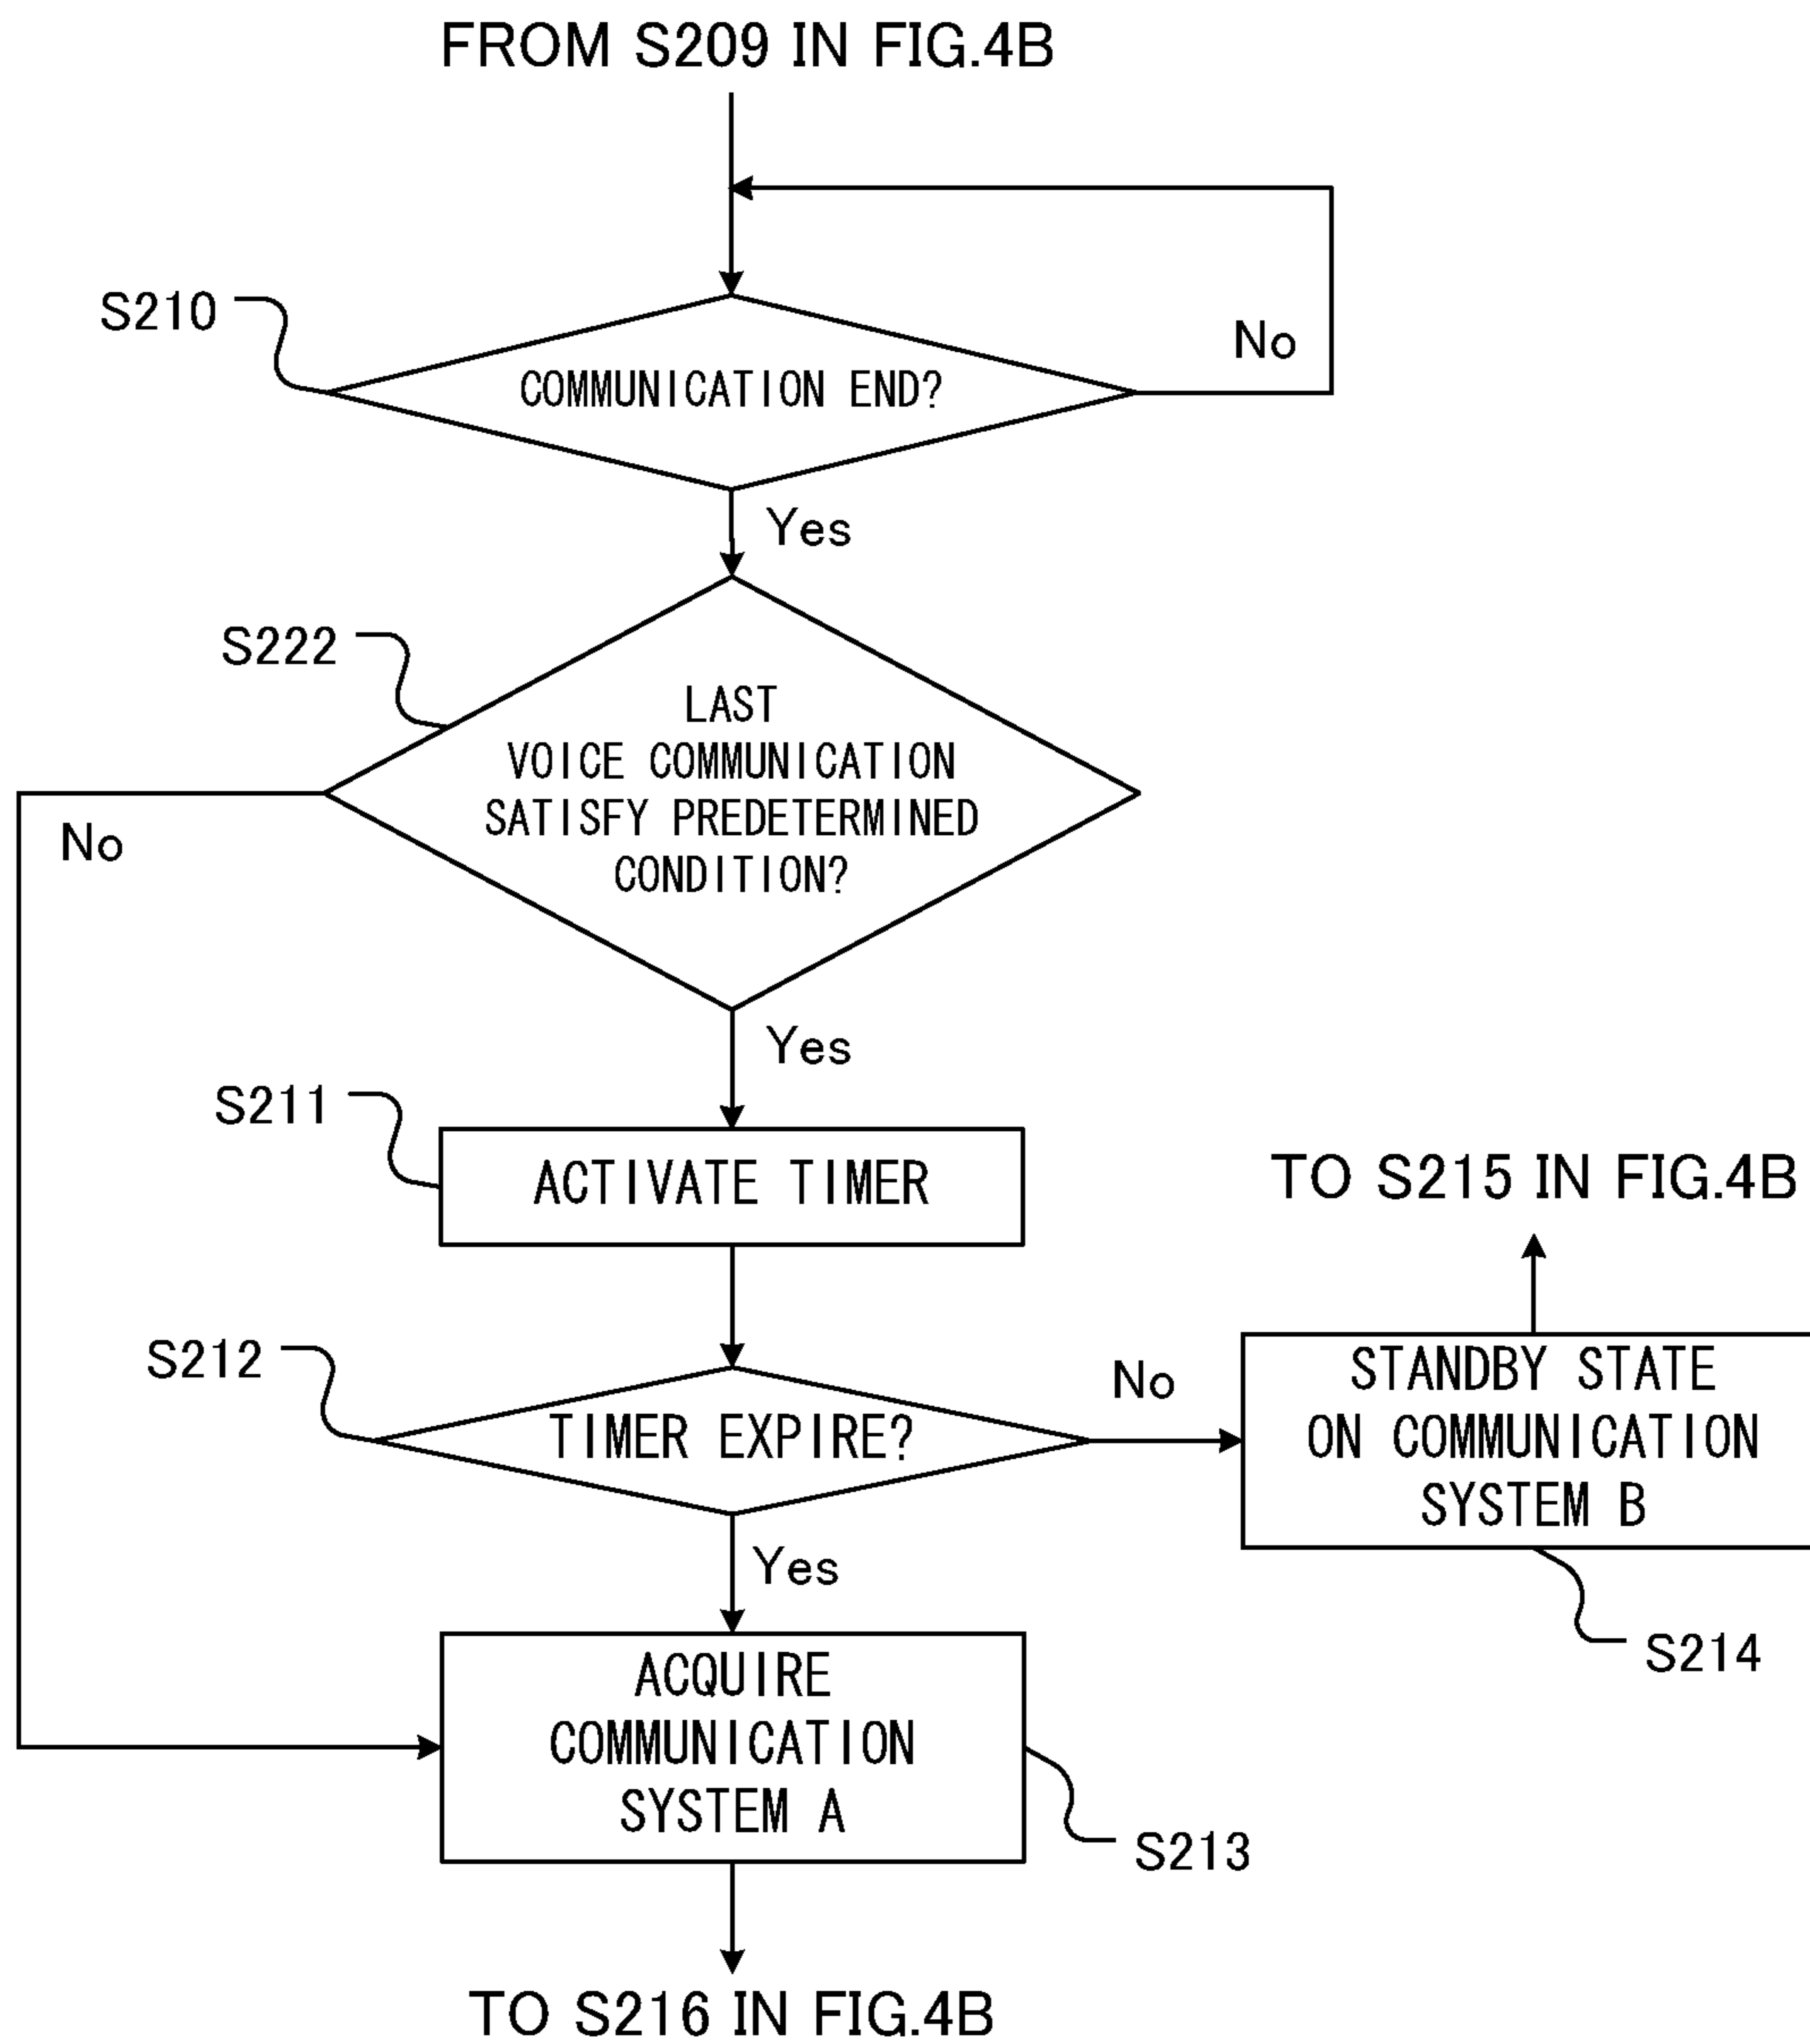 FROM S209 IN FIG.4B
No
S210
COMMUNICATION END?
Yes
S222
LAST
VOICE COMMUNICATION
SATISFY PREDETERMINED
CONDITION?
No
Yes
S211
ACTIVATE TIMER
TO S215 IN FIG.4B
S212
TIMER EXPIRE?
No
STANDBY STATE
ON COMMUNICATION
SYSTEM B
Yes
S214
ACQUIRE
COMMUNICATION
SYSTEM A
S213
TO S216 IN FIG.4B